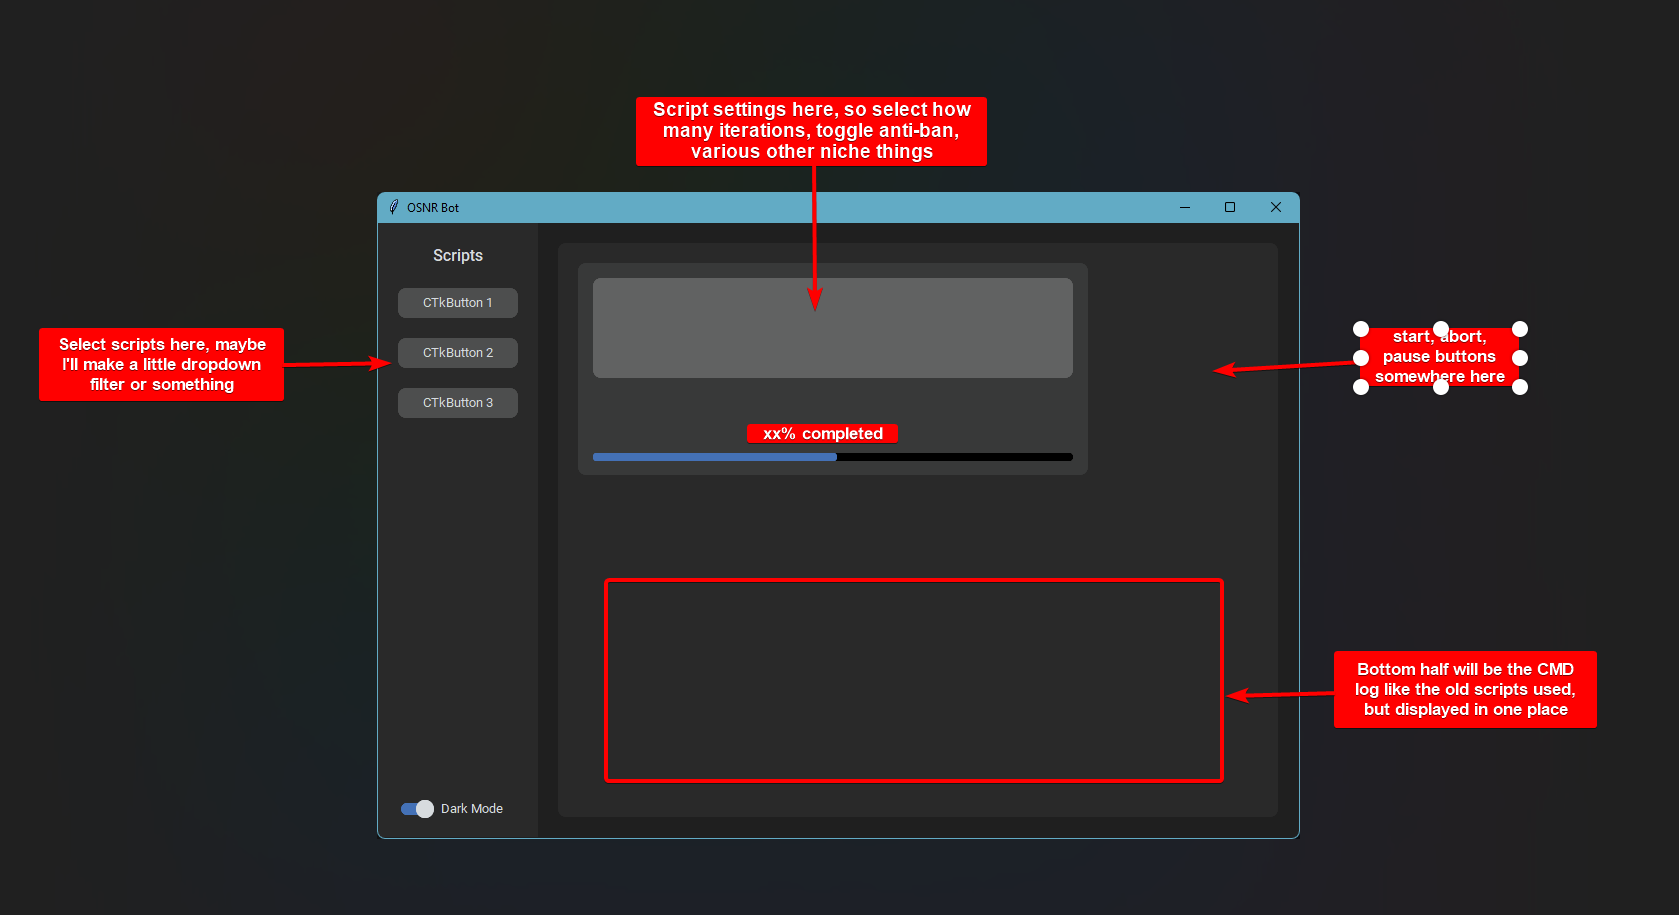 Script settings here, so select how
many iterations, toggle anti-ban,
various other niche things
OSNR Bot
Scripts
CTkButton 1
CTkButton 2
CTkButton 3
Select scripts here, maybe
I'll make a little dropdown
filter or something
start, abort,
pause buttons
somewhere here
xx% completed
Bottom half will be the CMD
log like the old scripts used,
but displayed in one place
Dark Mode